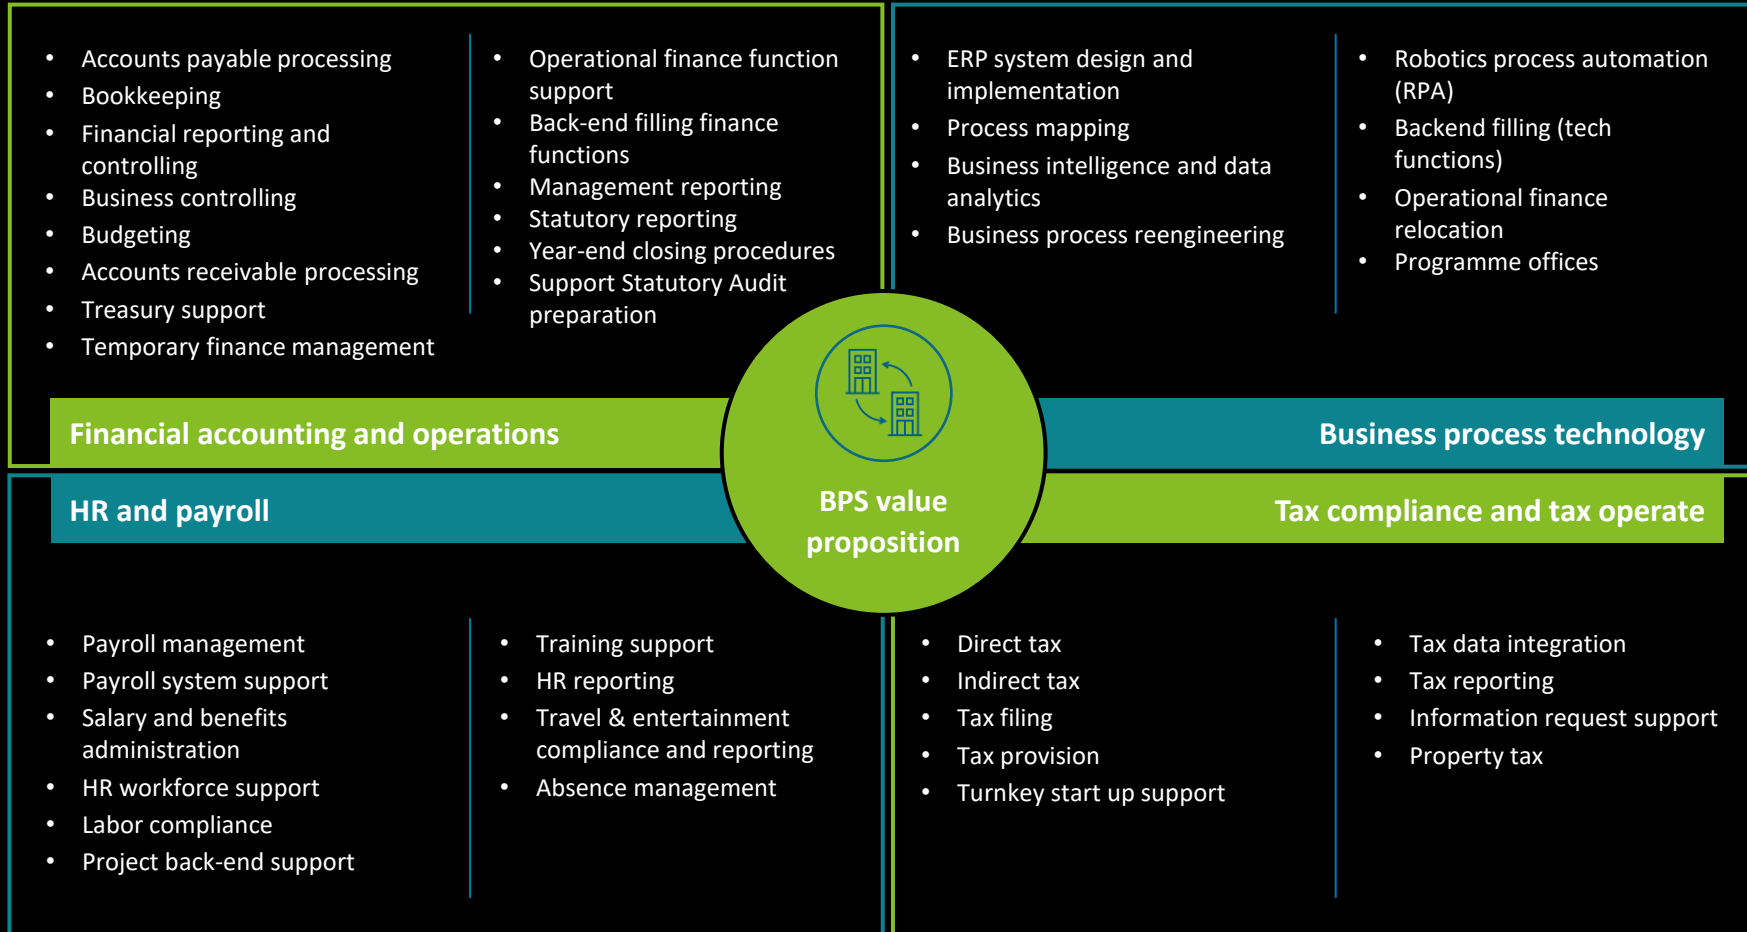 Accounts payable processing
Bookkeeping
Financial reporting and
controlling
Business controlling
Budgeting
Accounts receivable processing
Treasury support
Temporary finance management
Operational finance function
support
Back-end filling finance
functions
Management reporting
Statutory reporting
Year-end closing procedures
Support Statutory Audit
preparation
Financial accounting and operations
ERP system design and
implementation
Process mapping
Business intelligence and data
analytics
Business process reengineering
Robotics process automation
(RPA)
Backend filling (tech
functions)
Operational finance
relocation
Programme offices
Business process technology
BPS value
proposition
HR and payroll
Payroll management
Payroll system support
Salary and benefits
administration
HR workforce support
Labor compliance
Project back-end support
Training support
HR reporting
Travel & entertainment
compliance and reporting
Absence management
Tax compliance and tax operate
Direct tax
Indirect tax
Tax filing
Tax provision
Turnkey start up support
Tax data integration
Tax reporting
Information request support
Property tax